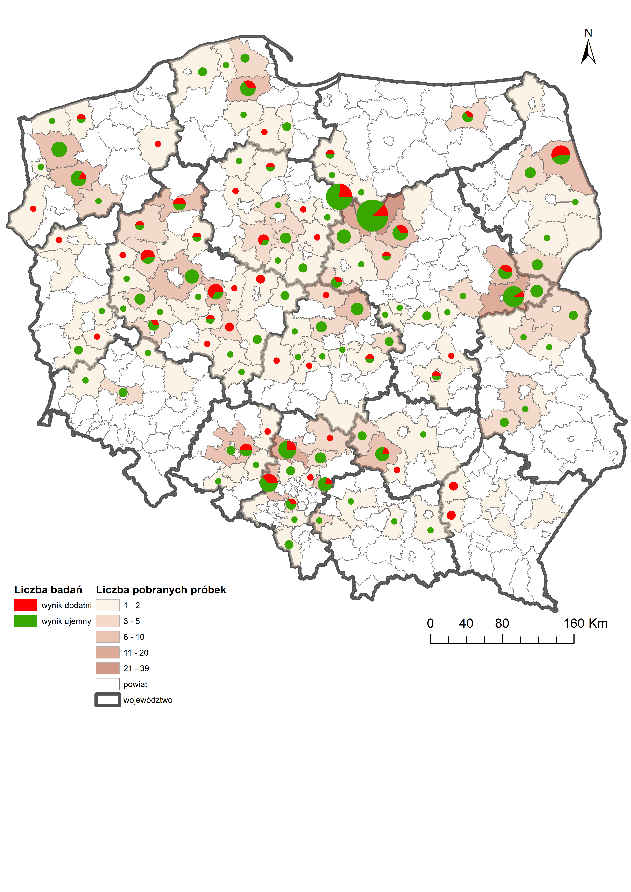 N
Liczba badań
wynik dodatni
wynik ujemny
Liczba pobranych próbek
1 - 2
3 - 5
6 - 10
11 - 20
21 - 39
powiat
województwo
0 40 80 160 Km